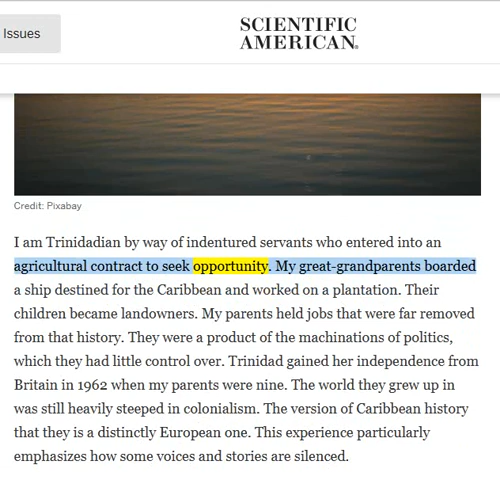 Issues
SCIENTIFIC
AMERICAN®
Credit: Pixabay
I am Trinidadian by way of indentured servants who entered into an
agricultural contract to seek opportunity. My great-grandparents boarded
a ship destined for the Caribbean and worked on a plantation. Their
children became landowners. My parents held jobs that were far removed
from that history. They were a product of the machinations of politics,
which they had little control over. Trinidad gained her independence from
Britain in 1962 when my parents were nine. The world they grew up in
was still heavily steeped in colonialism. The version of Caribbean history
that they is a distinctly European one. This experience particularly
emphasizes how some voices and stories are silenced.